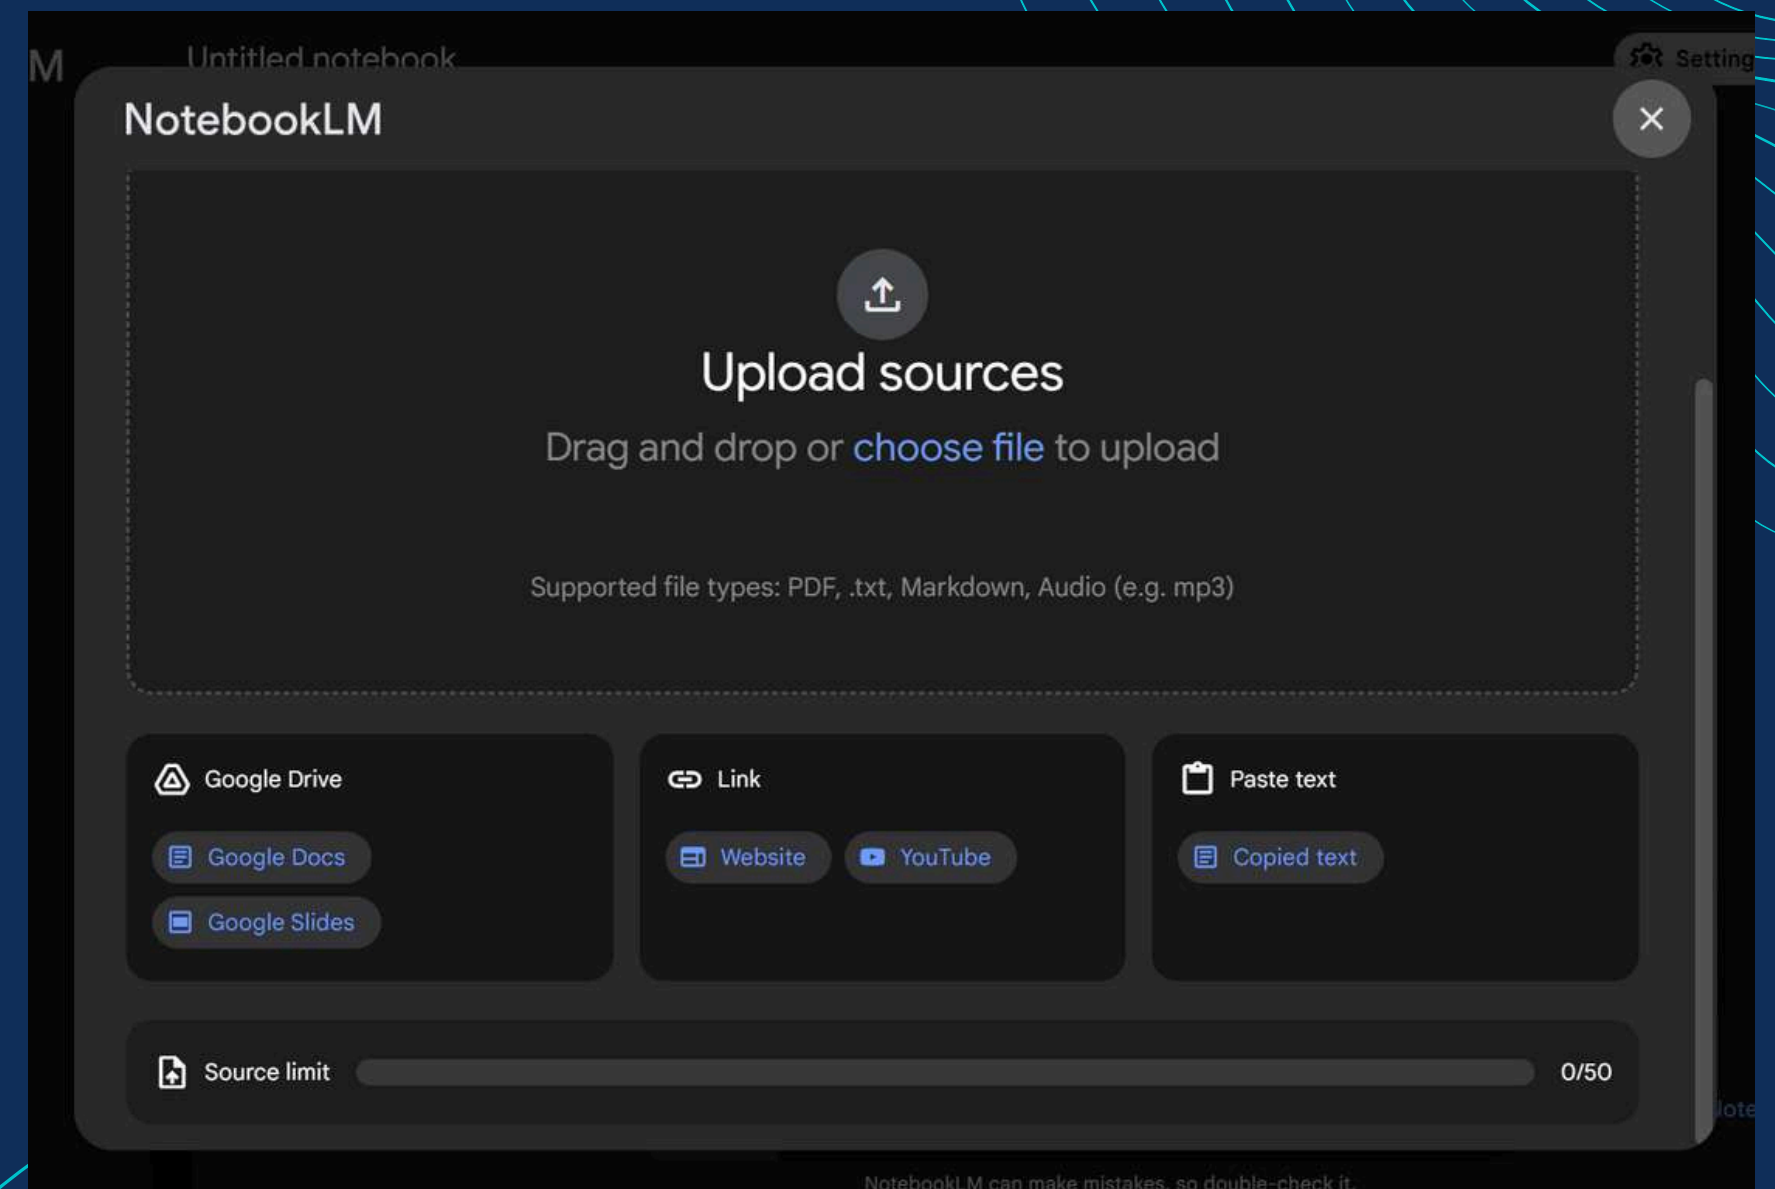 M
Untitled notebook
Setting
NotebookLM
Upload sources
Drag and drop or choose file to upload
Supported file types: PDF, .txt, Markdown, Audio (e.g. mp3)
Google Drive
Google Docs
Google Slides
Link
Website
YouTube
Paste text
Copied text
Source limit
0/50
Note
NotebookLM can make mistakes, so double-check it.